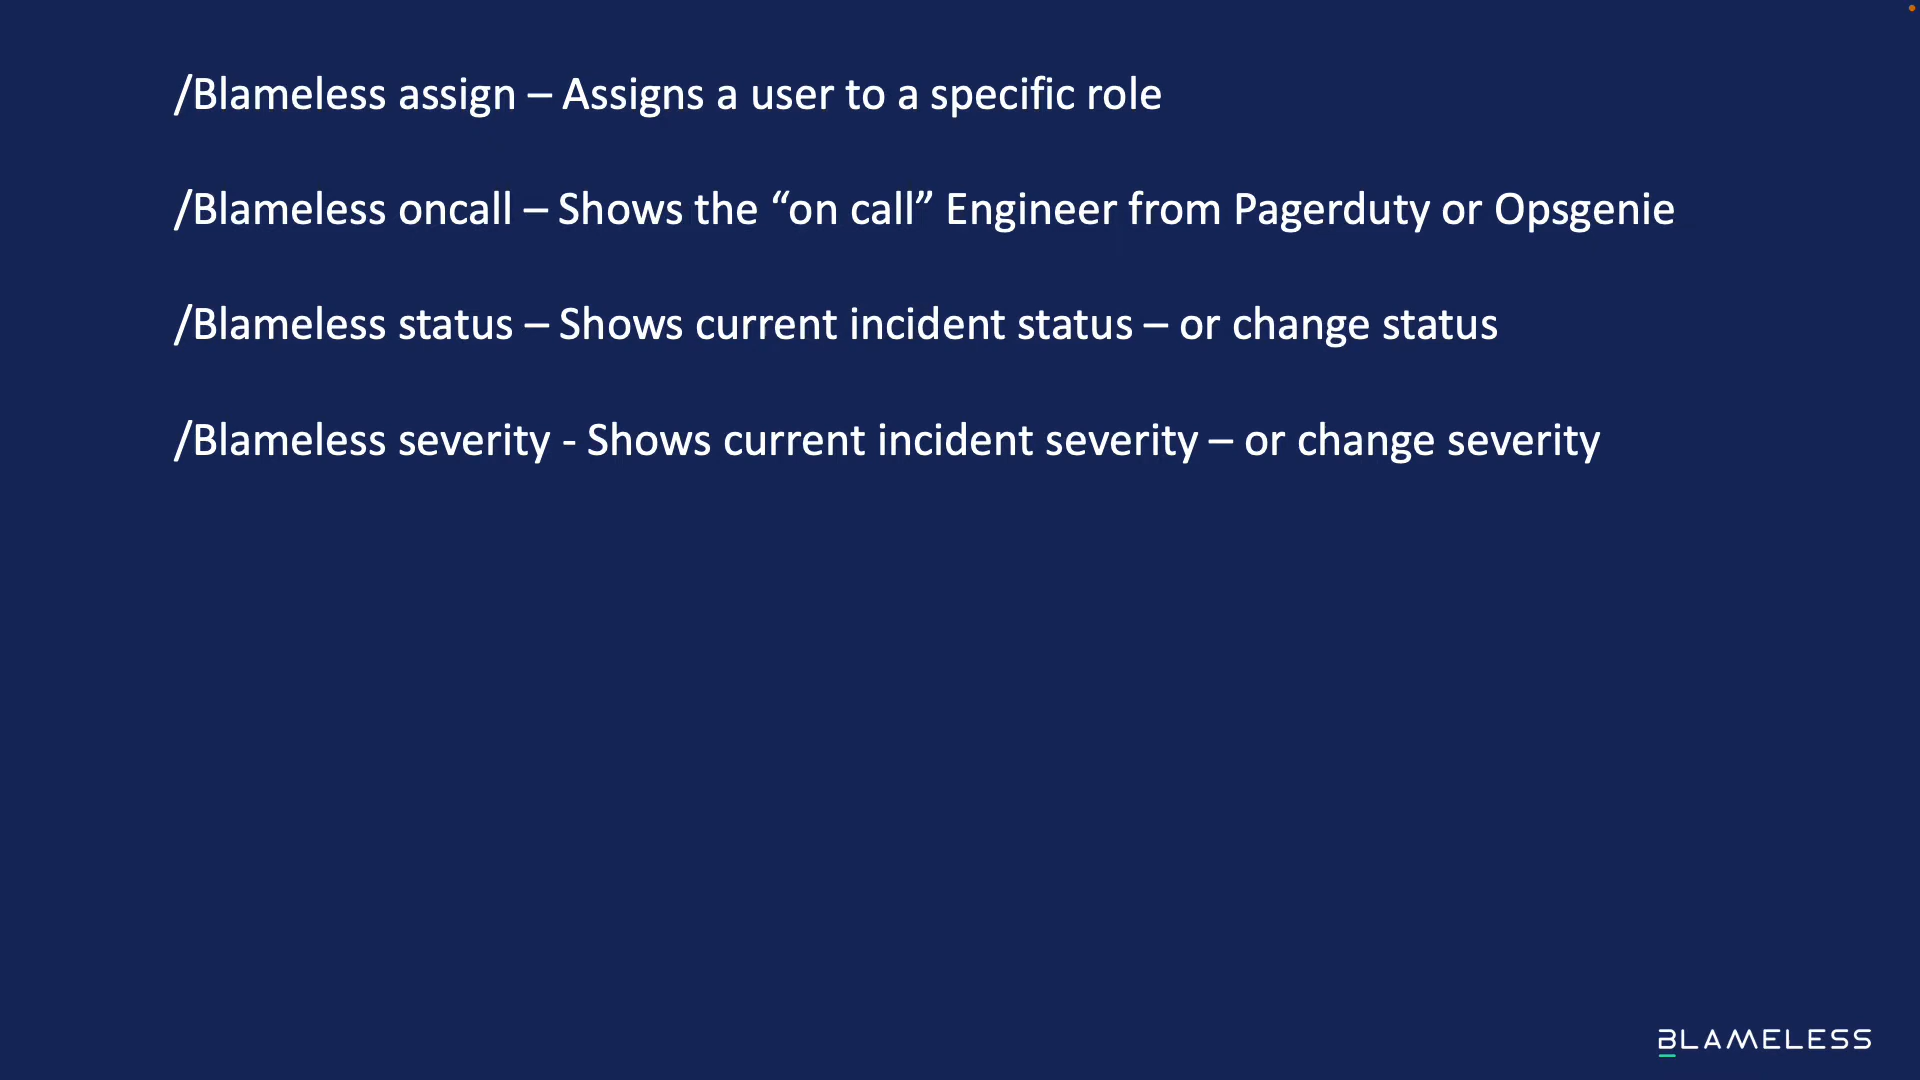 /Blameless assign – Assigns a user to a specific role
/Blameless oncall – Shows the “on call” Engineer from Pagerduty or Opsgenie
/Blameless status – Shows current incident status – or change status
/Blameless severity - Shows current incident severity – or change severity
BLAMELESS